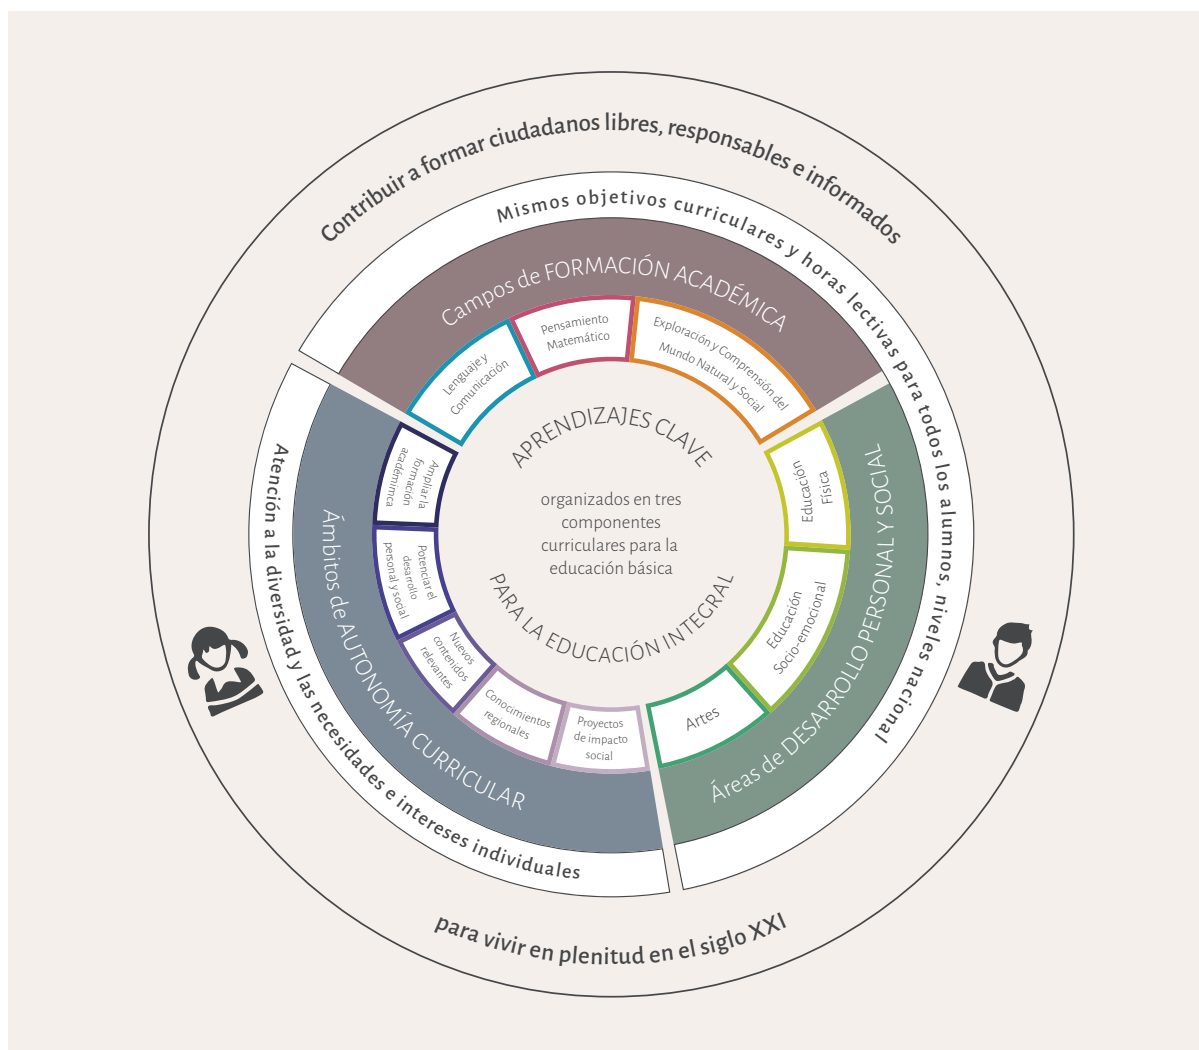 Contribuir a formar ciudadanos libres, responsables e informados
Mismos objetivos curriculares y horas lectivas para todos los alumnos, niveles nacional
Campos de FORMACIÓN ACADÉMICA
Lenguaje y
Comunicación
Pensamiento
Matemático
Exploración y Comprensión del
Mundo Natural y Social
Áreas de DESARROLLO PERSONAL Y SOCIAL
Educación
Física
Educación
Socio-emocional
Artes
Atención a la diversidad y las necesidades e intereses individuales
Ámbitos de AUTONOMÍA CURRICULAR
Ampliar la
formación
académimca
Potenciar el
desarrollo
personal y social
Nuevos
contenidos
relevantes
Conocimientos
regionales
Proyectos
de impacto
social
APRENDIZAJES CLAVE
organizados en tres
componentes
curriculares para la
educación básica
PARA LA EDUCACIÓN INTEGRAL
para vivir en plenitud en el siglo XXI